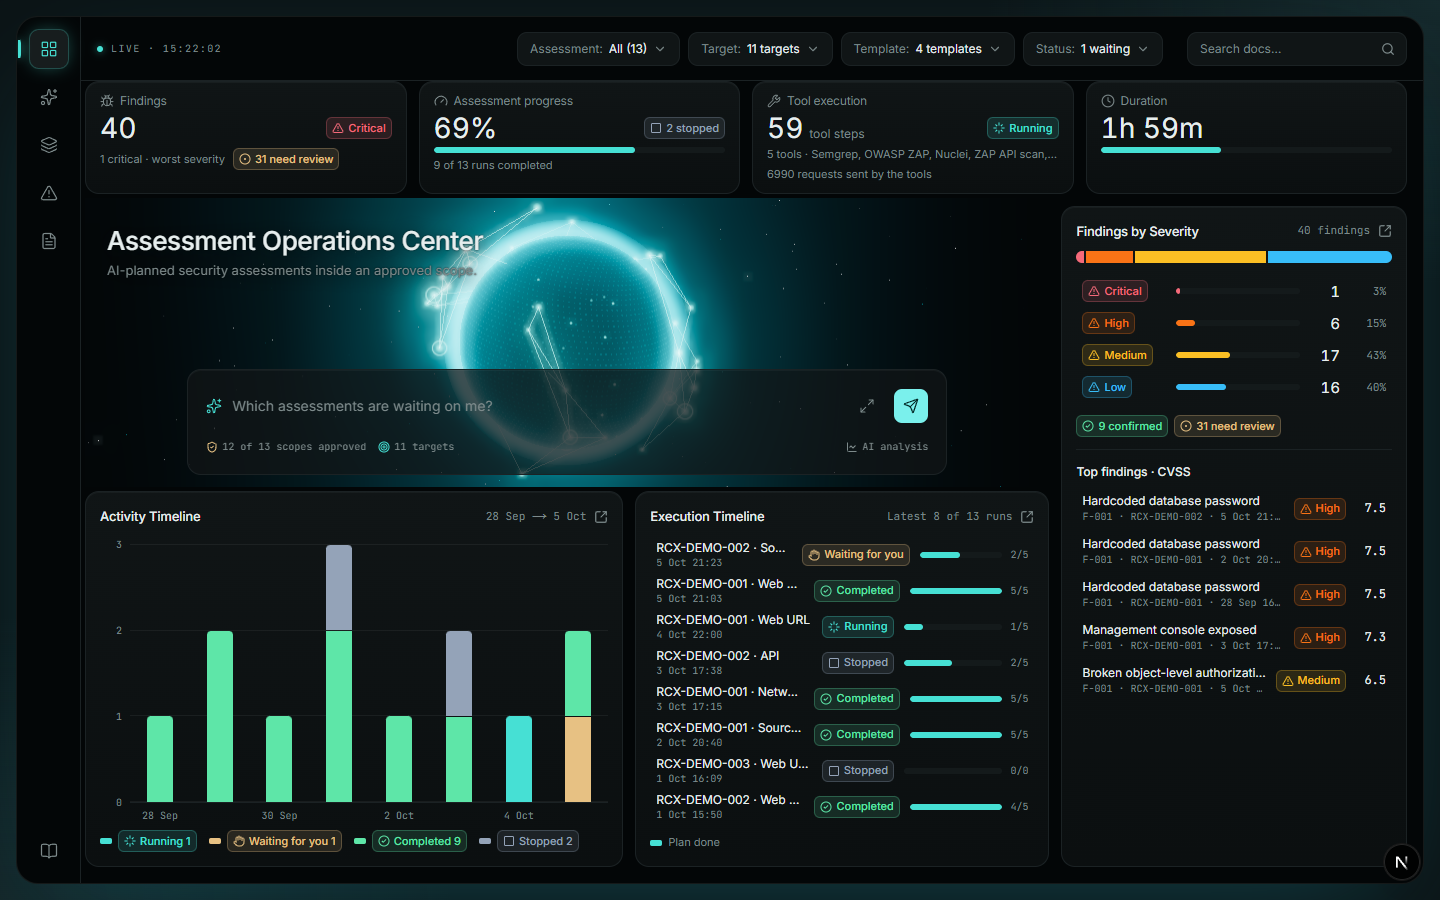 LIVE · 15:22:02
Assessment: All (13)
Target: 11 targets
Template: 4 templates
Status: 1 waiting
Search docs...
Findings
40
Critical
1 critical · worst severity
31 need review
Assessment progress
69%
2 stopped
9 of 13 runs completed
Tool execution
59 tool steps
Running
5 tools · Semgrep, OWASP ZAP, Nuclei, ZAP API scan,...
6990 requests sent by the tools
Duration
1h 59m
Assessment Operations Center
AI-planned security assessments inside an approved scope.
Which assessments are waiting on me?
12 of 13 scopes approved
11 targets
AI analysis
Findings by Severity
40 findings
Critical 1 3%
High 6 15%
Medium 17 43%
Low 16 40%
9 confirmed
31 need review
Top findings · CVSS
Hardcoded database password
F-001 · RCX-DEMO-002 · 5 Oct 21:…
High 7.5
Hardcoded database password
F-001 · RCX-DEMO-001 · 2 Oct 20:…
High 7.5
Hardcoded database password
F-001 · RCX-DEMO-001 · 28 Sep 16…
High 7.5
Management console exposed
F-001 · RCX-DEMO-001 · 3 Oct 17:…
High 7.3
Broken object-level authorizati...
F-001 · RCX-DEMO-001 · 5 Oct …
Medium 6.5
Activity Timeline
28 Sep → 5 Oct
3
2
1
0
28 Sep
30 Sep
2 Oct
4 Oct
Running 1
Waiting for you 1
Completed 9
Stopped 2
Execution Timeline
Latest 8 of 13 runs
RCX-DEMO-002 · So...
5 Oct 21:23
Waiting for you
2/5
RCX-DEMO-001 · Web ...
5 Oct 21:03
Completed
5/5
RCX-DEMO-001 · Web URL
4 Oct 22:00
Running
1/5
RCX-DEMO-002 · API
3 Oct 17:38
Stopped
2/5
RCX-DEMO-001 · Netw...
3 Oct 17:15
Completed
5/5
RCX-DEMO-001 · Sourc...
2 Oct 20:40
Completed
5/5
RCX-DEMO-003 · Web U...
1 Oct 16:09
Stopped
0/0
RCX-DEMO-002 · Web ...
1 Oct 15:50
Completed
4/5
Plan done
N